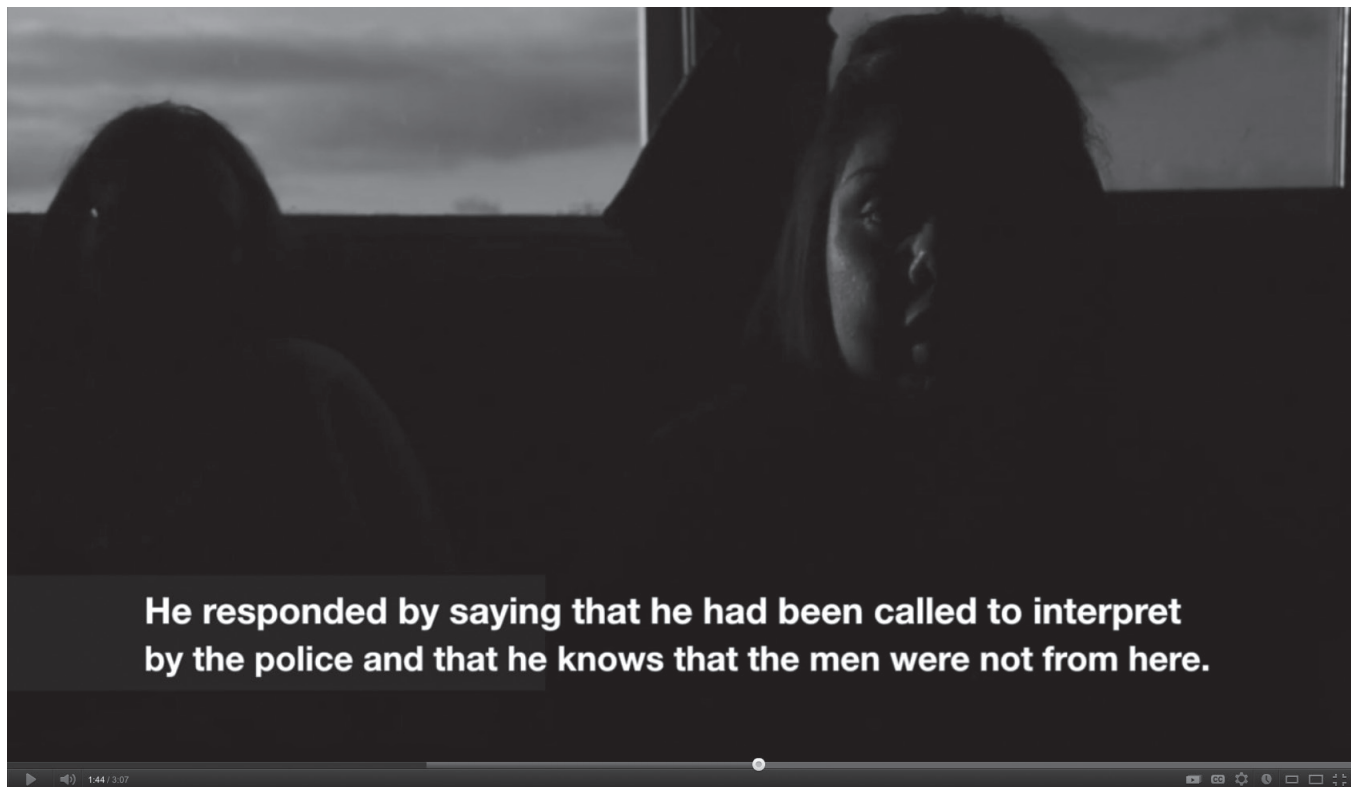 He responded by saying that he had been called to interpret
by the police and that he knows that the men were not from here.
1:44 / 3:07
CC